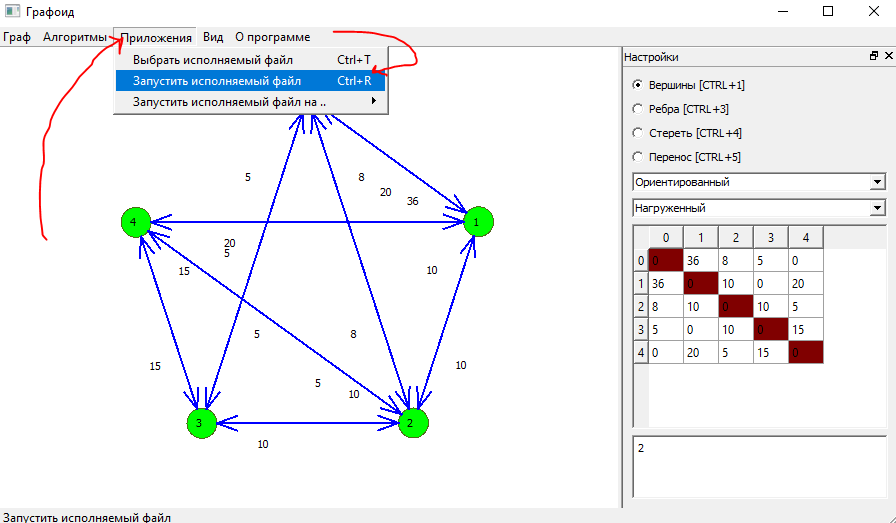 Графоид
Граф Алгоритмы Приложения Вид О программе
Выбрать исполняемый файл Ctrl+T
Запустить исполняемый файл Ctrl+R
Запустить исполняемый файл на ..
Настройки
Вершины [CTRL+1]
Ребра [CTRL+3]
Стереть [CTRL+4]
Перенос [CTRL+5]
Ориентированный
Нагруженный
0 1 2 3 4
0 0 36 8 5 0
1 36 0 10 0 20
2 8 10 0 10 5
3 5 0 10 0 15
4 0 20 5 15 0
2
5 8
20
36
4 1
20
5
15 10
5 8
15 10
5
10
3 2
10
Запустить исполняемый файл